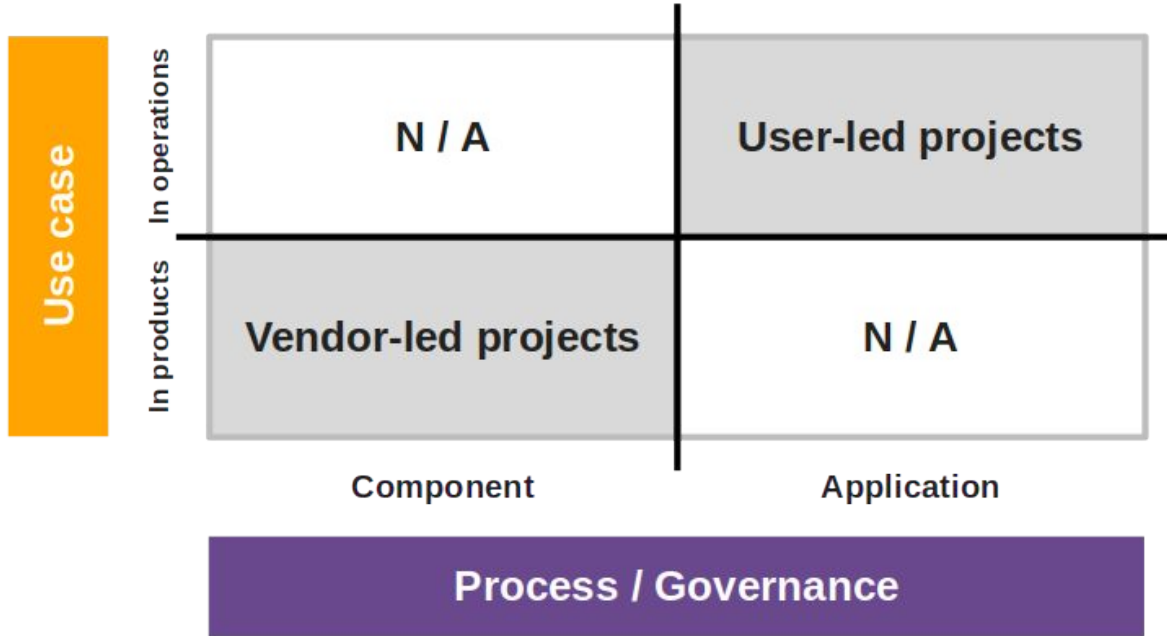 Use case
In operations
N / A
User-led projects
In products
Vendor-led projects
N / A
Component
Application
Process / Governance